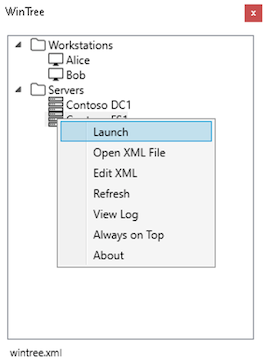 WinTree
x
Workstations
Alice
Bob
Servers
Contoso DC1
Launch
Open XML File
Edit XML
Refresh
View Log
Always on Top
About
wintree.xml